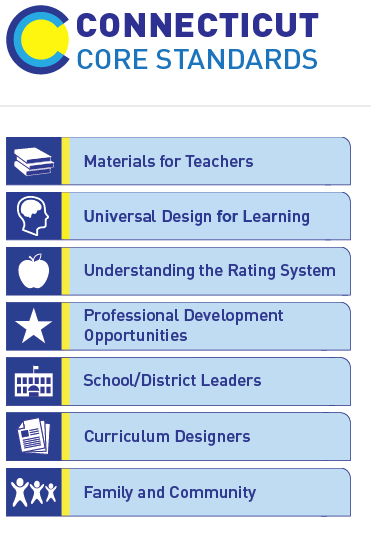 CONNECTICUT
CORE STANDARDS
Materials for Teachers
Universal Design for Learning
Understanding the Rating System
Professional Development
Opportunities
School/District Leaders
Curriculum Designers
Family and Community